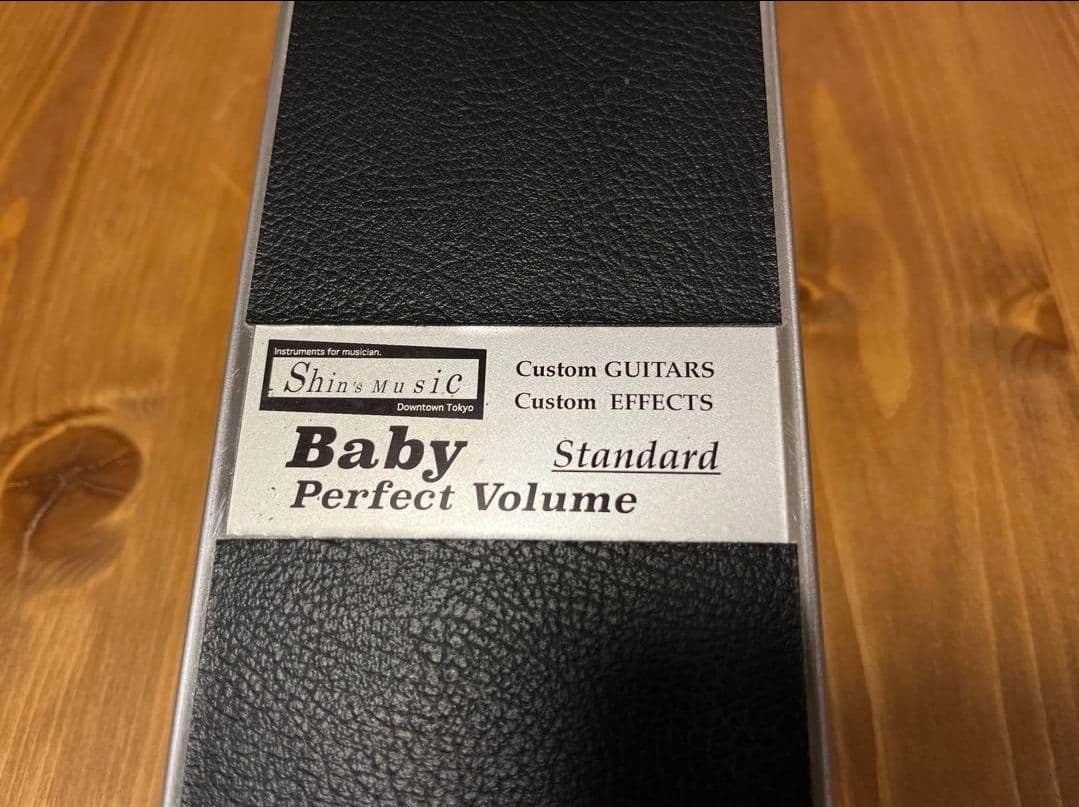 Instruments for musician.
Shin's Music
Downtown Tokyo
Custom GUITARS
Custom EFFECTS
Baby
Standard
Perfect Volume